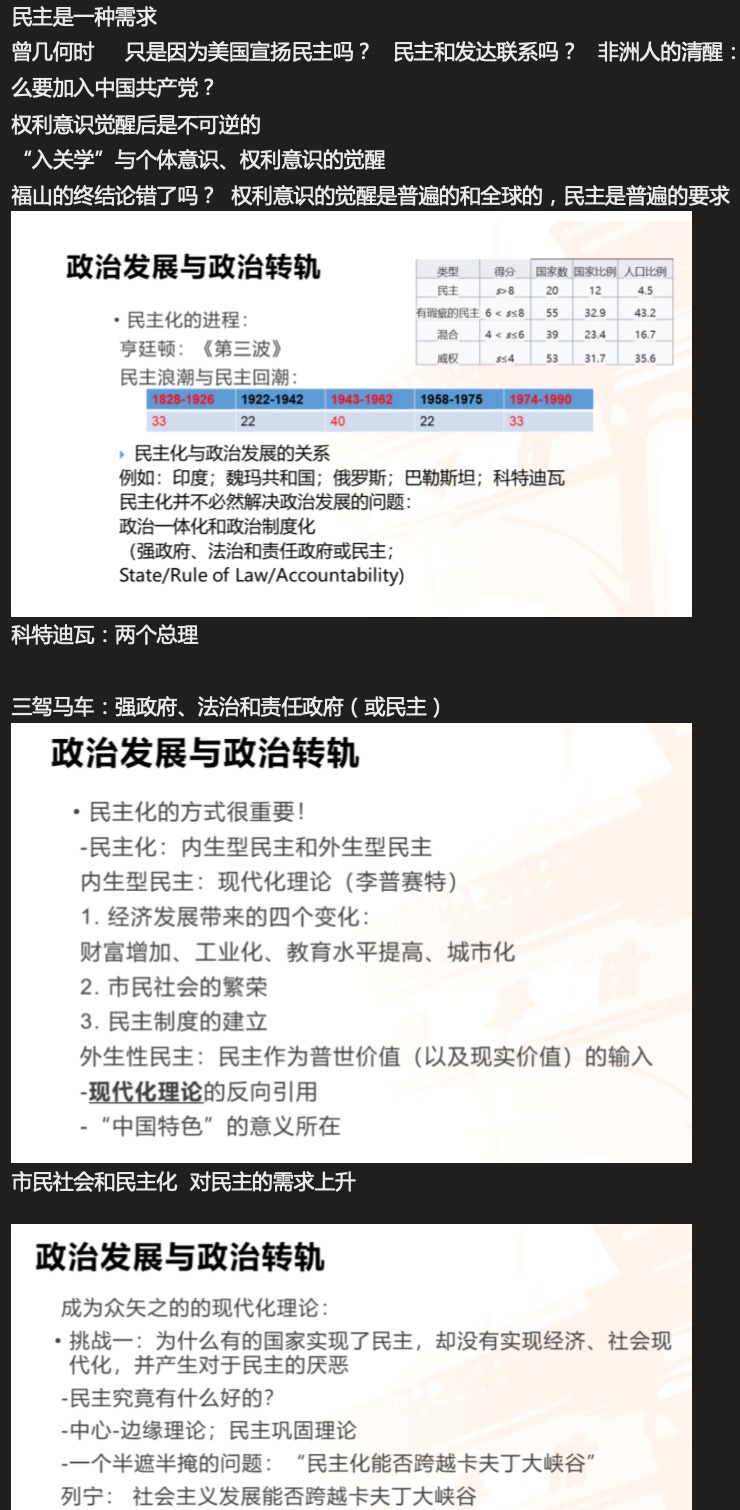 民主是一种需求
曾几何时 只是因为美国宣扬民主吗？ 民主和发达联系吗？ 非洲人的清醒：
么要加入中国共产党？
权利意识觉醒后是不可逆的
“入关学”与个体意识、权利意识的觉醒
福山的终结论错了吗？ 权利意识的觉醒是普遍的和全球的，民主是普遍的要求
政治发展与政治转轨
类型 得分 国家数 国家比例 人口比例
民主 s>8 20 12 4.5
有瑕疵的民主 6 < s≤8 55 32.9 43.2
混合 4 < s≤6 39 23.4 16.7
威权 s≤4 53 31.7 35.6
• 民主化的进程：
亨廷顿：《第三波》
民主浪潮与民主回潮：
1828-1926 1922-1942 1943-1962 1958-1975 1974-1990
33 22 40 22 33
民主化与政治发展的关系
例如：印度；魏玛共和国；俄罗斯；巴勒斯坦；科特迪瓦
民主化并不必然解决政治发展的问题：
政治一体化和政治制度化
（强政府、法治和责任政府或民主；
State/Rule of Law/Accountability)
科特迪瓦：两个总理
三驾马车：强政府、法治和责任政府（或民主）
政治发展与政治转轨
• 民主化的方式很重要！
-民主化：内生型民主和外生型民主
内生型民主：现代化理论（李普赛特）
1. 经济发展带来的四个变化：
财富增加、工业化、教育水平提高、城市化
2. 市民社会的繁荣
3. 民主制度的建立
外生性民主：民主作为普世价值（以及现实价值）的输入
-现代化理论的反向引用
-“中国特色”的意义所在
市民社会和民主化 对民主的需求上升
政治发展与政治转轨
成为众矢之的的现代化理论：
• 挑战一：为什么有的国家实现了民主，却没有实现经济、社会现
代化，并产生对于民主的厌恶
-民主究竟有什么好的？
-中心-边缘理论；民主巩固理论
-一个半遮半掩的问题：“民主化能否跨越卡夫丁大峡谷”
列宁： 社会主义发展能否跨越卡夫丁大峡谷